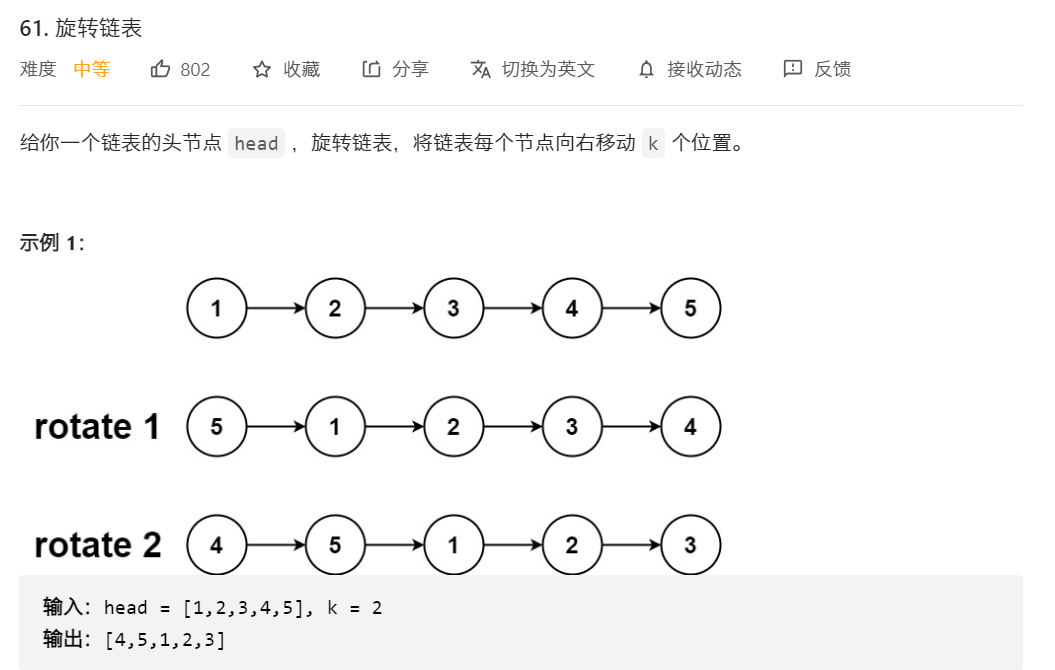 61. 旋转链表
难度 中等 802 收藏 分享 切换为英文 接收动态 反馈
给你一个链表的头节点 head ，旋转链表，将链表每个节点向右移动 k 个位置。
示例 1：
1 2 3 4 5
rotate 1 5 1 2 3 4
rotate 2 4 5 1 2 3
输入：head = [1,2,3,4,5], k = 2
输出：[4,5,1,2,3]